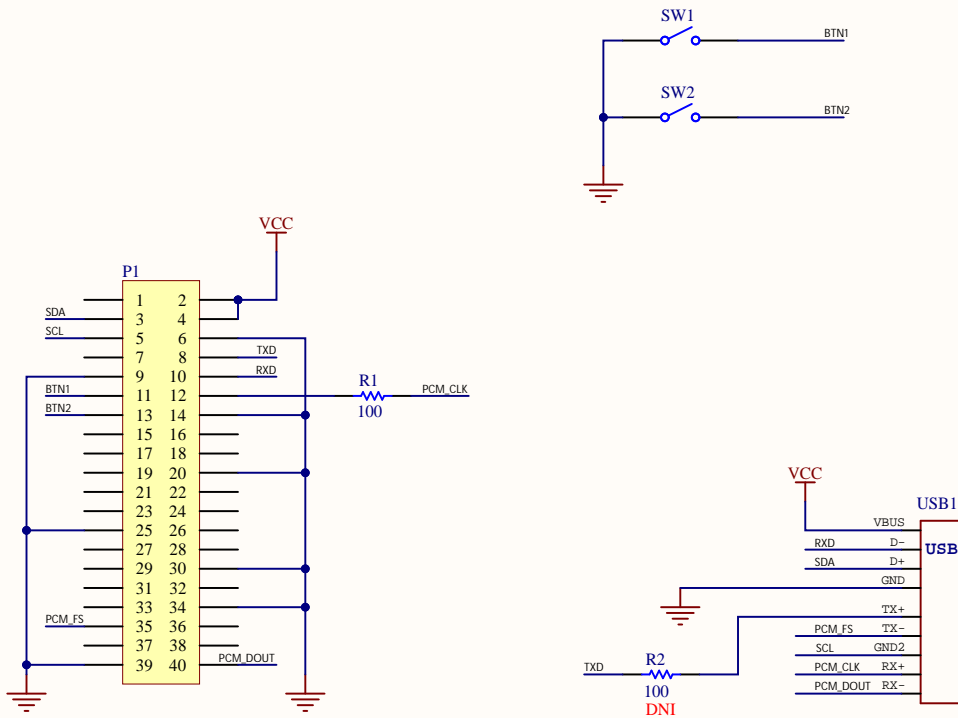 SW1
BTN1
SW2
BTN2
VCC
P1
1 2
SDA 3 4
SCL 5 6
7 8 TXD
9 10 RXD
BTN1 11 12 R1 100 PCM_CLK
BTN2 13 14
15 16
17 18
19 20
21 22
23 24
25 26
27 28
29 30
31 32
33 34
PCM_FS 35 36
37 38
39 40 PCM_DOUT
VCC
USB1
VBUS
USB
RXD D-
SDA D+
GND
TX+
PCM_FS TX-
SCL GND2
PCM_CLK RX+
PCM_DOUT RX-
TXD R2
100
DNI